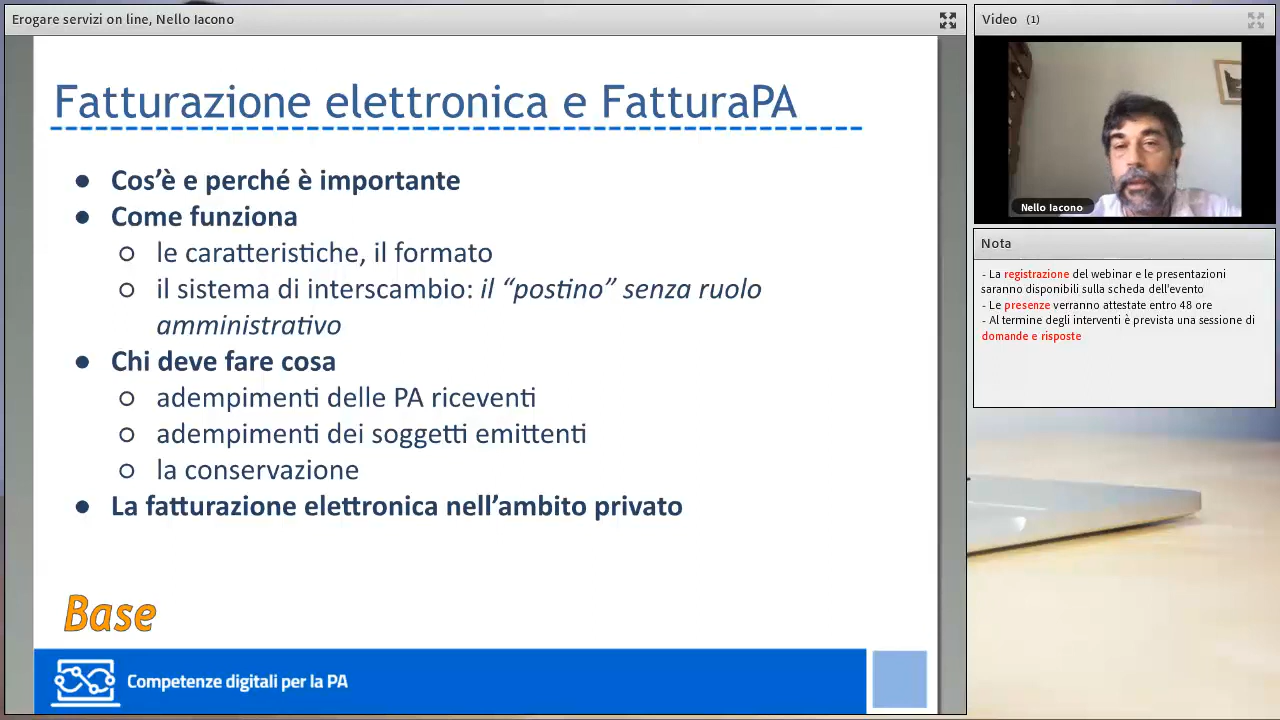 Erogare servizi on line, Nello Iacono
Fatturazione elettronica e FatturaPA
● Cos’è e perché è importante
● Come funziona
○ le caratteristiche, il formato
○ il sistema di interscambio: il “postino” senza ruolo
amministrativo
● Chi deve fare cosa
○ adempimenti delle PA riceventi
○ adempimenti dei soggetti emittenti
○ la conservazione
● La fatturazione elettronica nell’ambito privato
Base
Competenze digitali per la PA
Video (1)
Nello Iacono
Nota
- La registrazione del webinar e le presentazioni
saranno disponibili sulla scheda dell'evento
- Le presenze verranno attestate entro 48 ore
- Al termine degli interventi è prevista una sessione di
domande e risposte